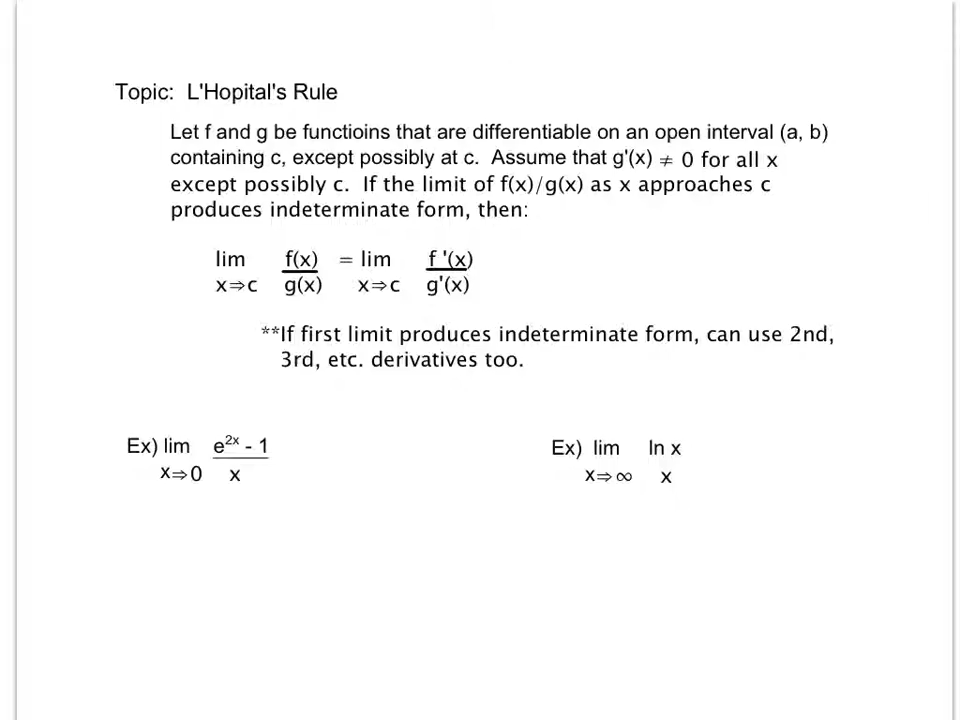 Topic: L'Hopital's Rule
Let f and g be functioins that are differentiable on an open interval (a, b)
containing c, except possibly at c. Assume that g'(x) ≠ 0 for all x
except possibly c. If the limit of f(x)/g(x) as x approaches c
produces indeterminate form, then:
lim f(x) = lim f '(x)
x⇒c g(x) x⇒c g'(x)
**If first limit produces indeterminate form, can use 2nd,
3rd, etc. derivatives too.
Ex) lim e²ˣ - 1
x⇒0 x
Ex) lim ln x
x⇒∞ x